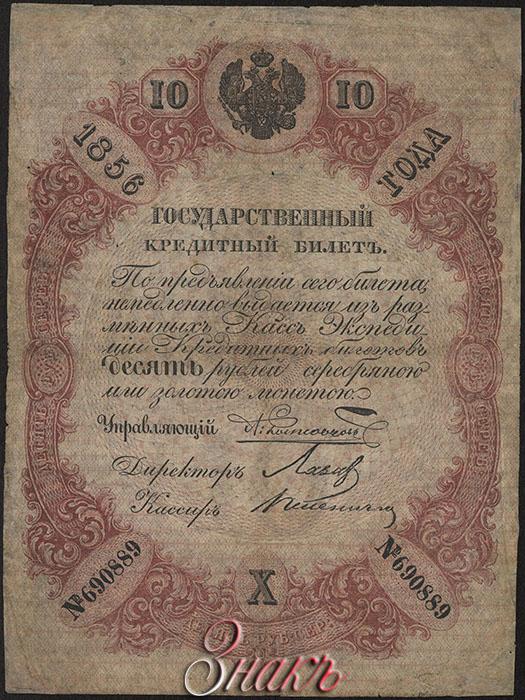 10 10
1856 ГОДА
ГОСУДАРСТВЕННЫЙ
КРЕДИТНЫЙ БИЛЕТЪ.
По предъявленіи сего билета,
немедленно выдается изъ раз-
мѣнныхъ Кассъ Экспеди-
ціи Кредитныхъ билетовъ
десять рублей серебряною
или золотою монетою.
Управляющій
Директоръ
Кассиръ
№690889 №690889
X
Знакъ